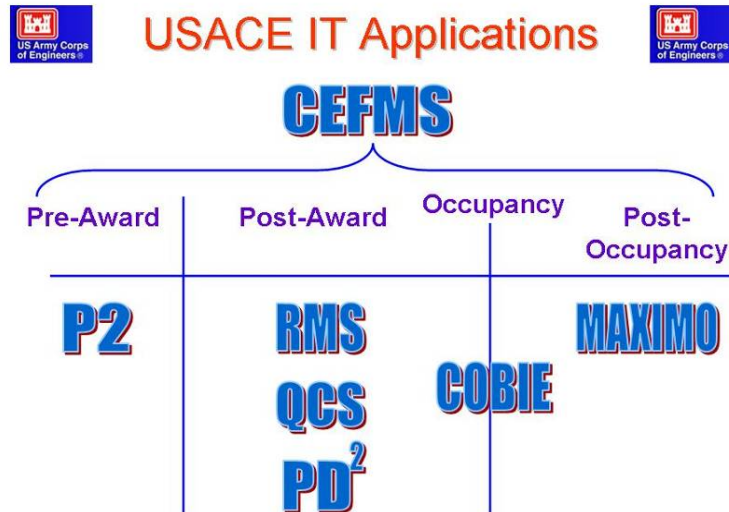 US Army Corps
of Engineers®
USACE IT Applications
US Army Corps
of Engineers®
CEFMS
Pre-Award
Post-Award
Occupancy
Post-
Occupancy
P2
RMS
MAXIMO
QCS
COBIE
PD²